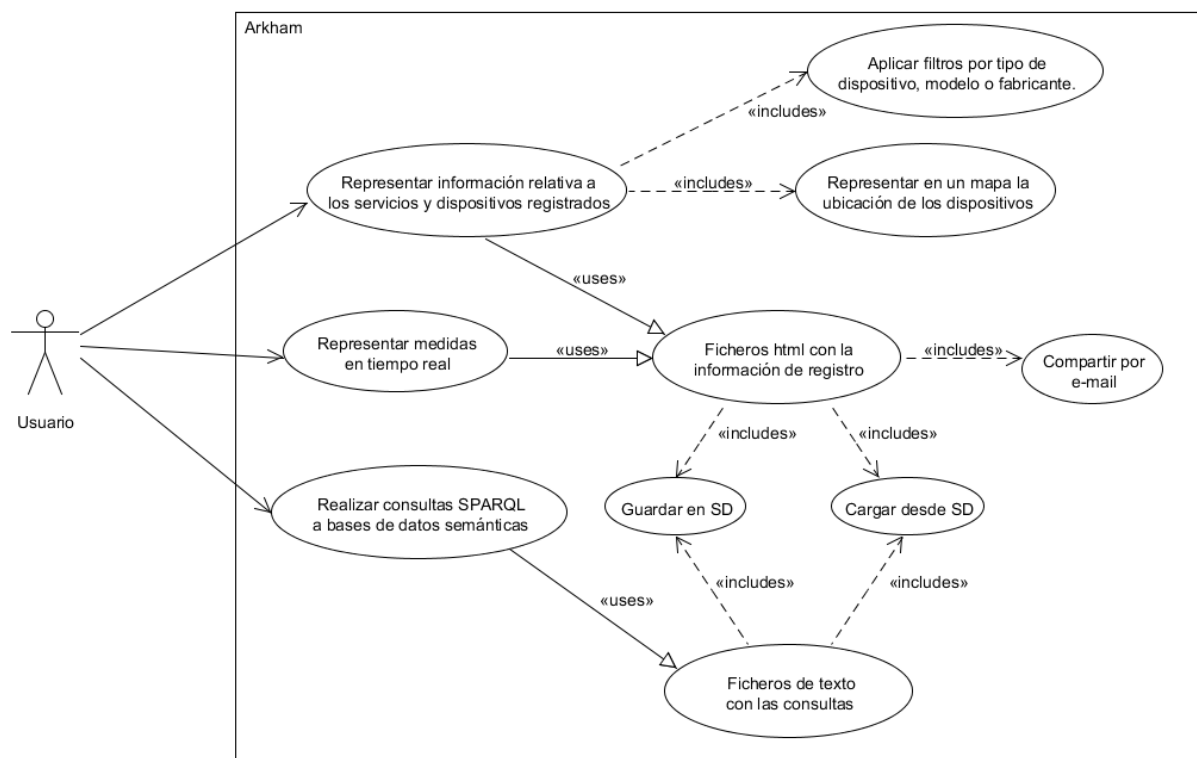 Arkham
Aplicar filtros por tipo de
dispositivo, modelo o fabricante.
«includes»
Representar información relativa a
los servicios y dispositivos registrados
«includes»
Representar en un mapa la
ubicación de los dispositivos
«uses»
Representar medidas
en tiempo real
«uses»
Ficheros html con la
información de registro
«includes»
Compartir por
e-mail
Usuario
«includes»
«includes»
Realizar consultas SPARQL
a bases de datos semánticas
Guardar en SD
Cargar desde SD
«includes»
«includes»
«uses»
Ficheros de texto
con las consultas